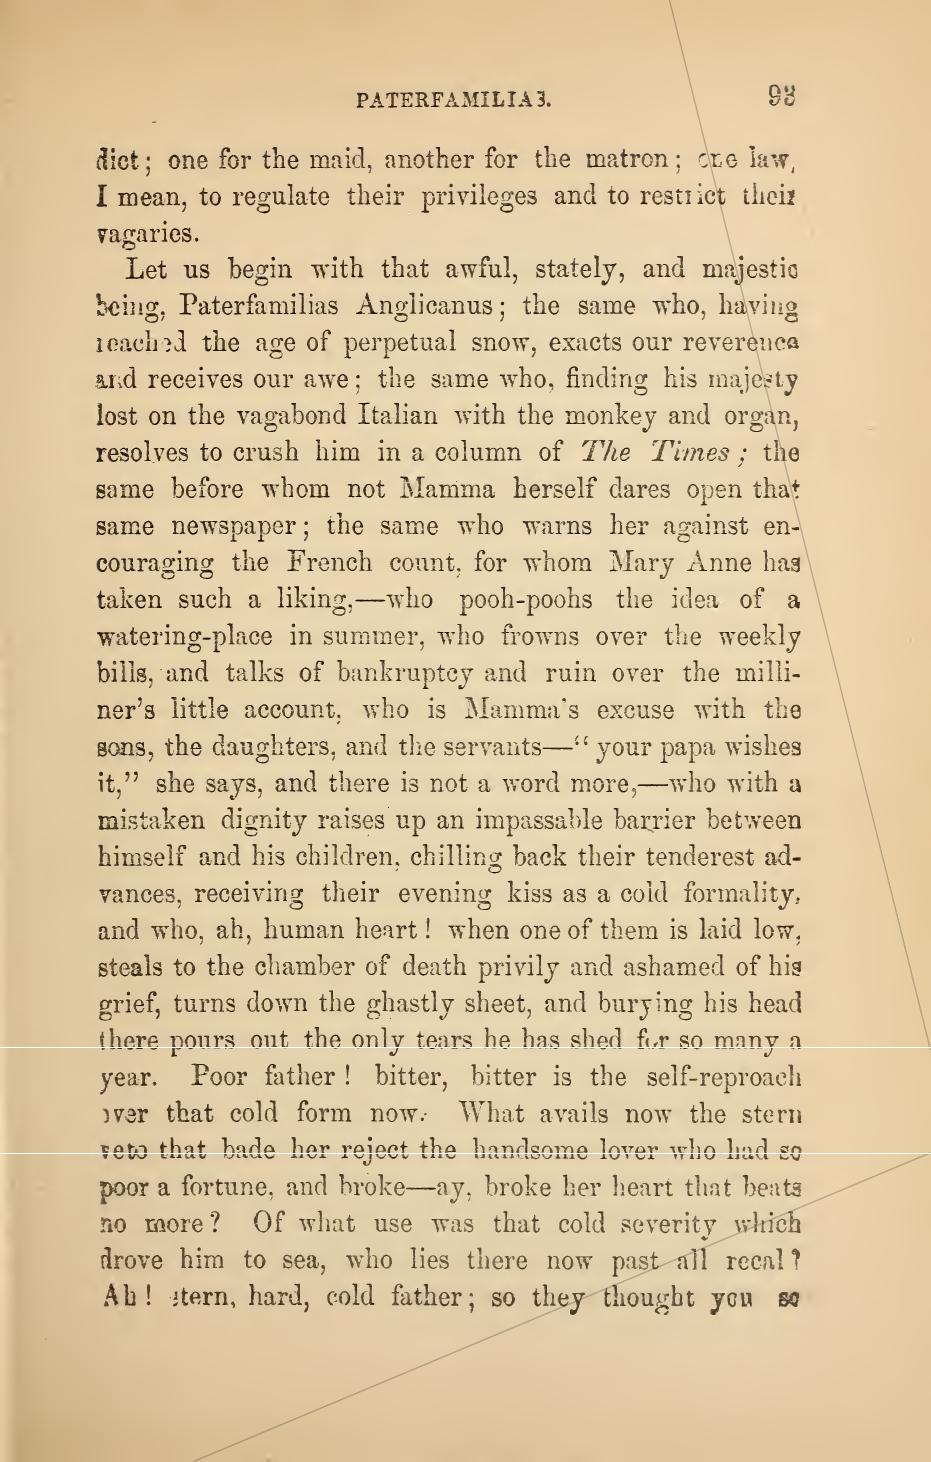 PATERFAMILIAS. 93
dict; one for the maid, another for the matron; one law,
I mean, to regulate their privileges and to restrict their
vagaries.
Let us begin with that awful, stately, and majestic
being, Paterfamilias Anglicanus; the same who, having
reached the age of perpetual snow, exacts our reverence
and receives our awe; the same who, finding his majesty
lost on the vagabond Italian with the monkey and organ,
resolves to crush him in a column of The Times; the
same before whom not Mamma herself dares open that
same newspaper; the same who warns her against en-
couraging the French count, for whom Mary Anne has
taken such a liking,—who pooh-poohs the idea of a
watering-place in summer, who frowns over the weekly
bills, and talks of bankruptcy and ruin over the milli-
ner's little account, who is Mamma's excuse with the
sons, the daughters, and the servants—"your papa wishes
it," she says, and there is not a word more,—who with a
mistaken dignity raises up an impassable barrier between
himself and his children, chilling back their tenderest ad-
vances, receiving their evening kiss as a cold formality,
and who, ah, human heart! when one of them is laid low,
steals to the chamber of death privily and ashamed of his
grief, turns down the ghastly sheet, and burying his head
there pours out the only tears he has shed for so many a
year. Poor father! bitter, bitter is the self-reproach
over that cold form now. What avails now the stern
veto that bade her reject the handsome lover who had so
poor a fortune, and broke—ay, broke her heart that beats
no more? Of what use was that cold severity which
drove him to sea, who lies there now past all recal?
Ah! stern, hard, cold father; so they thought you so